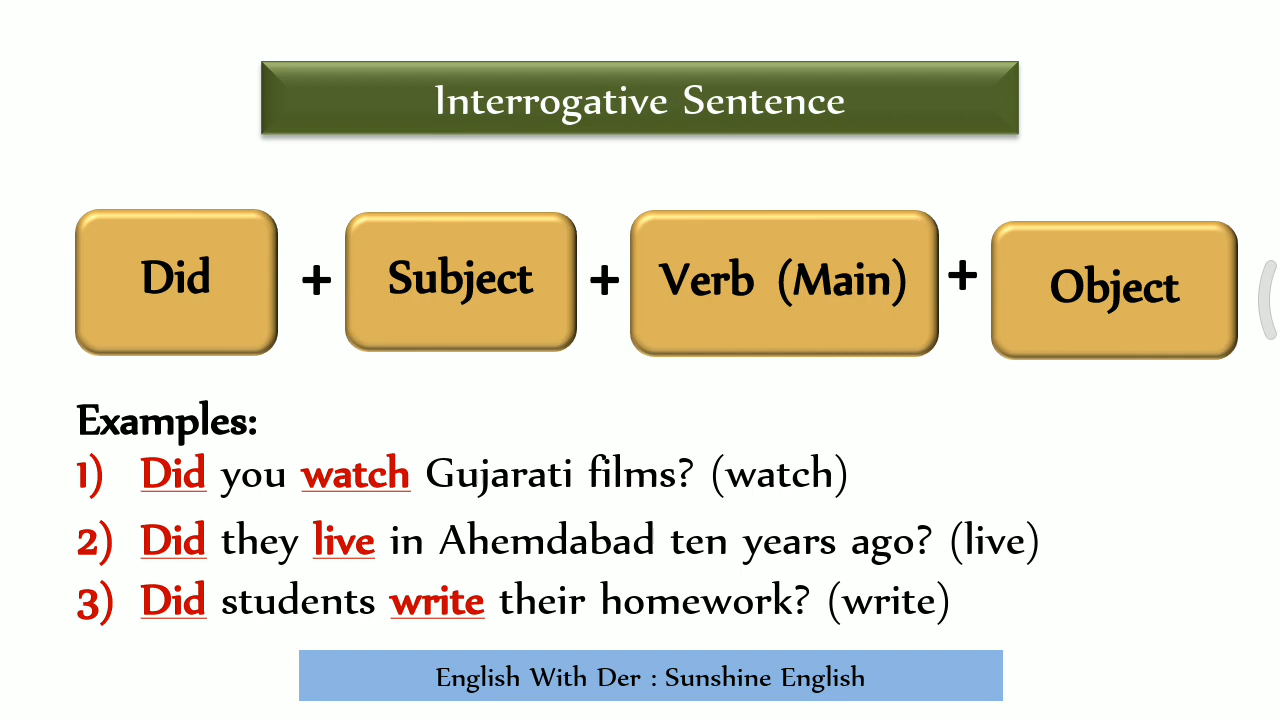 Interrogative Sentence
Did + Subject + Verb (Main) + Object
Examples:
1) Did you watch Gujarati films? (watch)
2) Did they live in Ahemdabad ten years ago? (live)
3) Did students write their homework? (write)
English With Der : Sunshine English